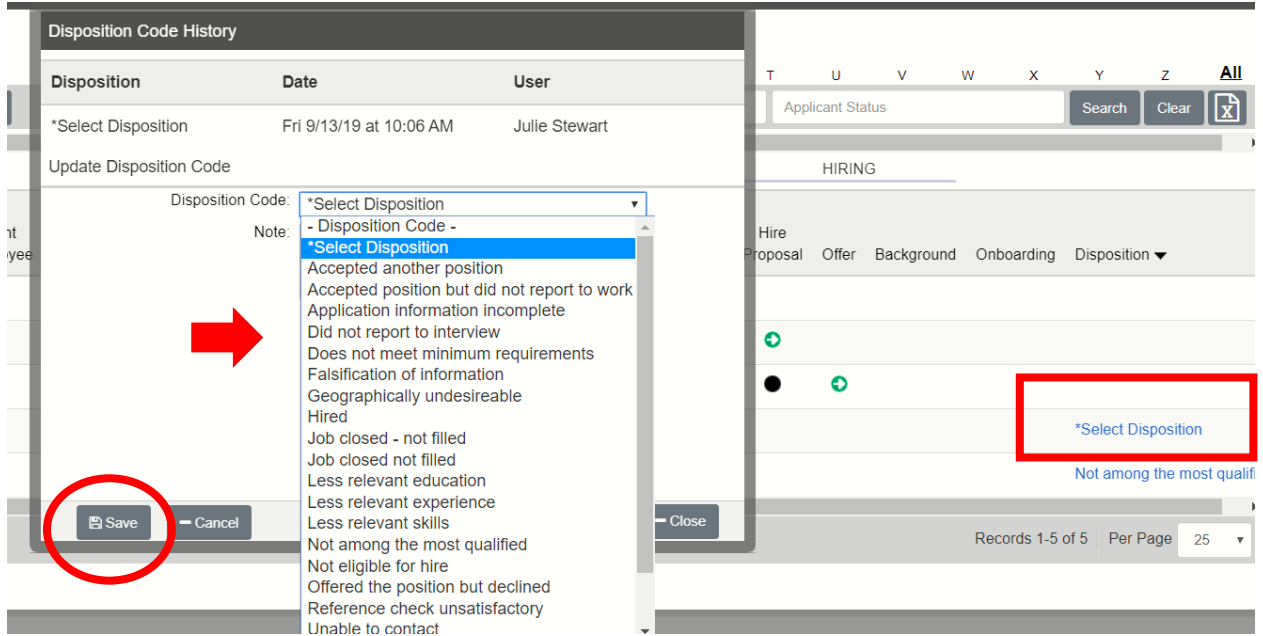 Disposition Code History
Disposition Date User
*Select Disposition Fri 9/13/19 at 10:06 AM Julie Stewart
Update Disposition Code
Disposition Code: *Select Disposition
Note:
- Disposition Code -
*Select Disposition
Accepted another position
Accepted position but did not report to work
Application information incomplete
Did not report to interview
Does not meet minimum requirements
Falsification of information
Geographically undesireable
Hired
Job closed - not filled
Job closed not filled
Less relevant education
Less relevant experience
Less relevant skills
Not among the most qualified
Not eligible for hire
Offered the position but declined
Reference check unsatisfactory
Unable to contact
Save Cancel Close
T U V W X Y Z All
Applicant Status Search Clear
HIRING
Hire
Proposal Offer Background Onboarding Disposition
*Select Disposition
Not among the most qualifi
Records 1-5 of 5 Per Page 25